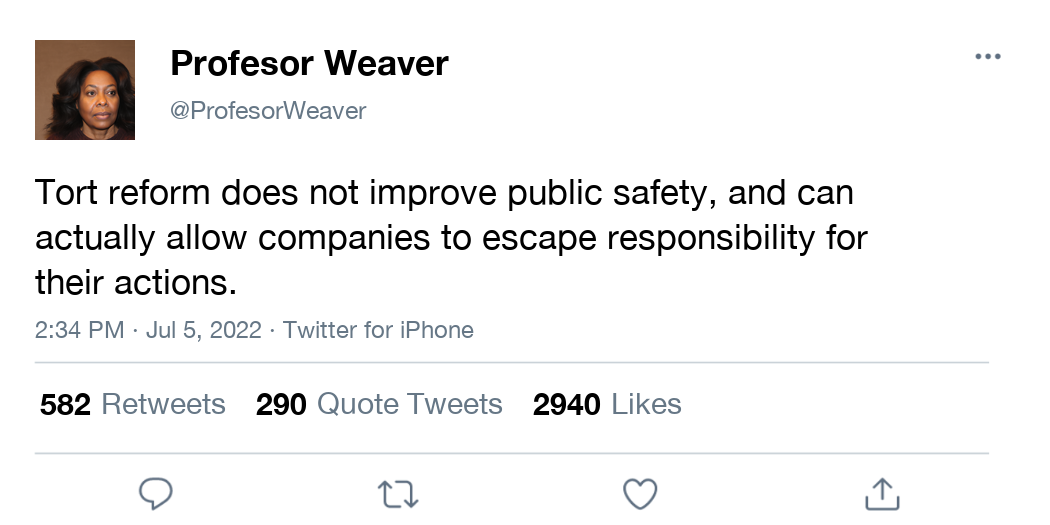 Profesor Weaver
@ProfesorWeaver
Tort reform does not improve public safety, and can
actually allow companies to escape responsibility for
their actions.
2:34 PM · Jul 5, 2022 · Twitter for iPhone
582 Retweets 290 Quote Tweets 2940 Likes